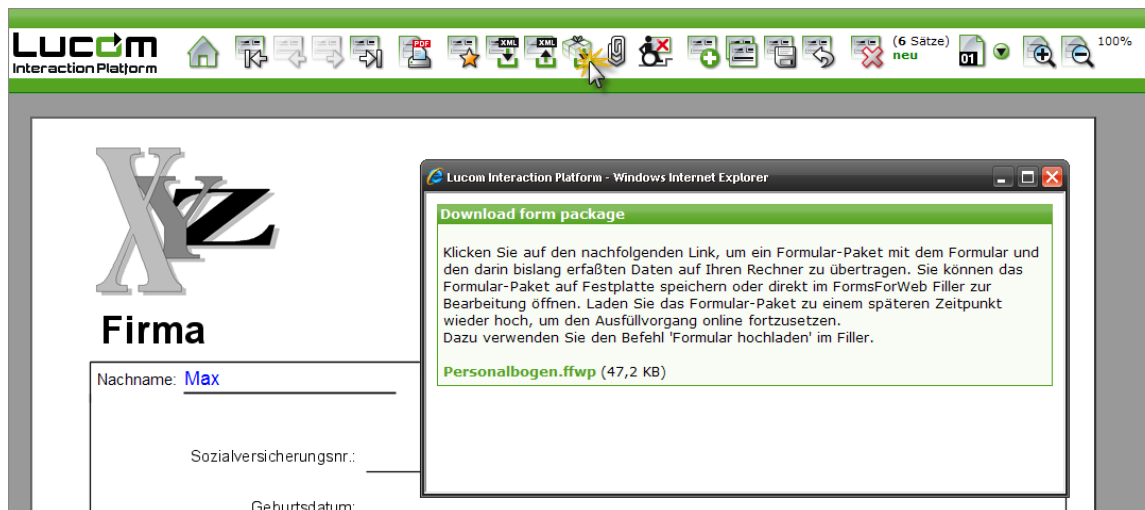 Lucom
Interaction Platform
PDF
XML
XML
(6 Sätze)
neu
01
100%
XYZ
Firma
Nachname: Max
Sozialversicherungsnr.:
Geburtsdatum:
Lucom Interaction Platform - Windows Internet Explorer
Download form package
Klicken Sie auf den nachfolgenden Link, um ein Formular-Paket mit dem Formular und
den darin bislang erfaßten Daten auf Ihren Rechner zu übertragen. Sie können das
Formular-Paket auf Festplatte speichern oder direkt im FormsForWeb Filler zur
Bearbeitung öffnen. Laden Sie das Formular-Paket zu einem späteren Zeitpunkt
wieder hoch, um den Ausfüllvorgang online fortzusetzen.
Dazu verwenden Sie den Befehl 'Formular hochladen' im Filler.
Personalbogen.ffwp (47,2 KB)